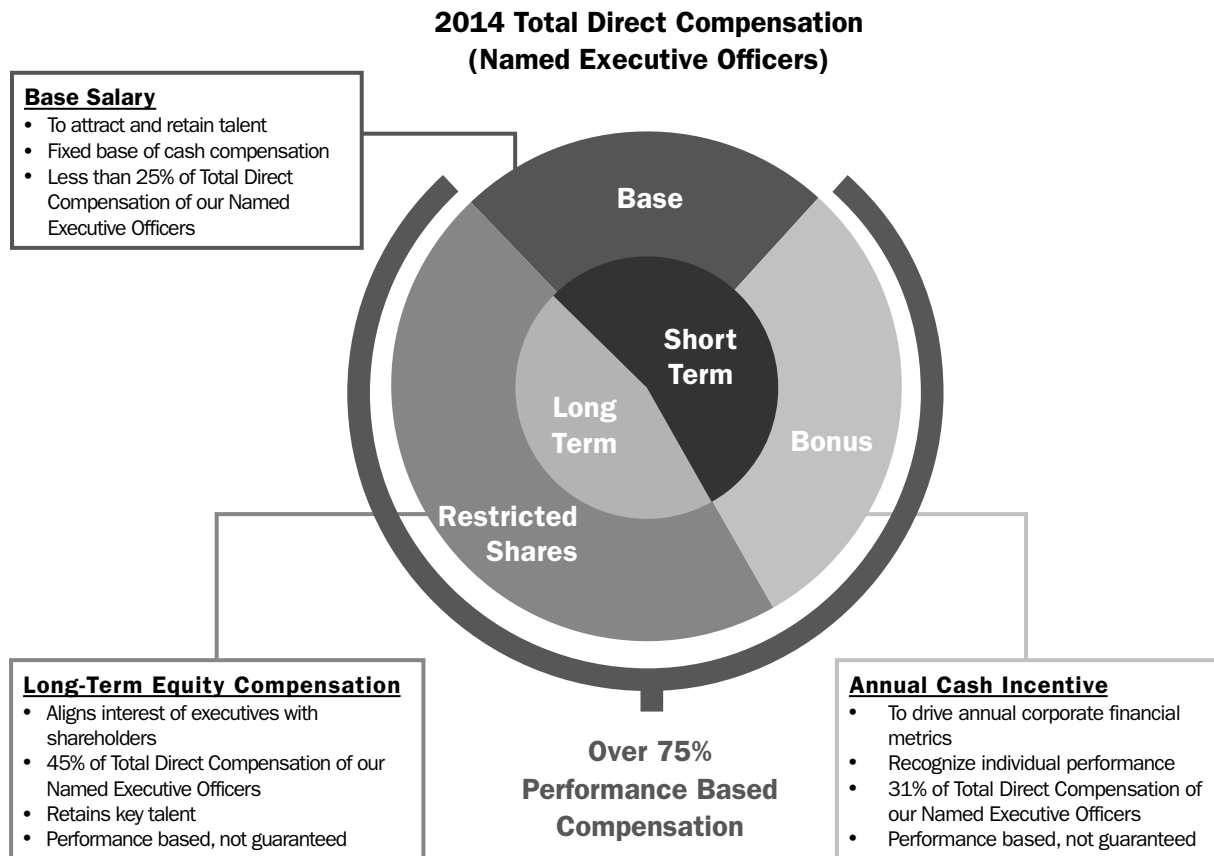 2014 Total Direct Compensation
(Named Executive Officers)
Base Salary
• To attract and retain talent
• Fixed base of cash compensation
• Less than 25% of Total Direct
Compensation of our Named
Executive Officers
Base
Short
Term
Long
Term
Bonus
Restricted
Shares
Long-Term Equity Compensation
• Aligns interest of executives with
shareholders
• 45% of Total Direct Compensation of our
Named Executive Officers
• Retains key talent
• Performance based, not guaranteed
Over 75%
Performance Based
Compensation
Annual Cash Incentive
• To drive annual corporate financial
metrics
• Recognize individual performance
• 31% of Total Direct Compensation of
our Named Executive Officers
• Performance based, not guaranteed